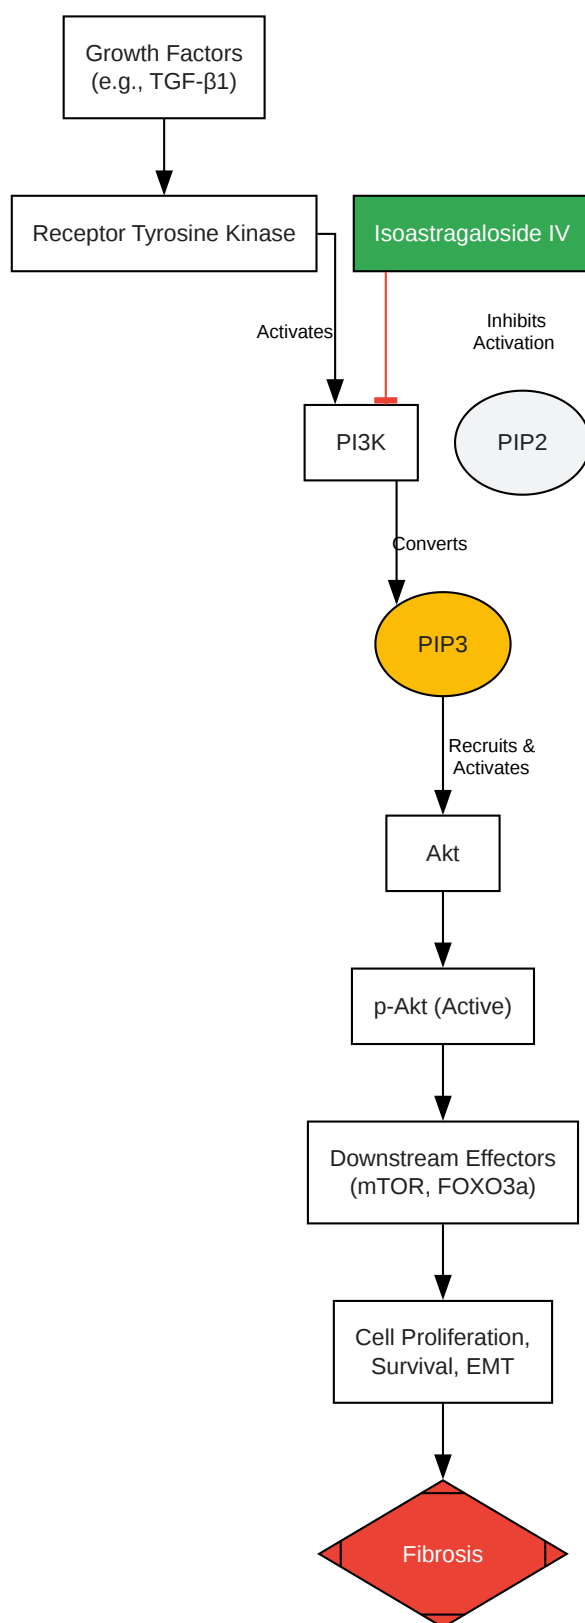 Growth Factors
(e.g., TGF-β1)
Receptor Tyrosine Kinase
Isoastragaloside IV
Activates
Inhibits
Activation
PI3K
PIP2
Converts
PIP3
Recruits &
Activates
Akt
p-Akt (Active)
Downstream Effectors
(mTOR, FOXO3a)
Cell Proliferation,
Survival, EMT
Fibrosis